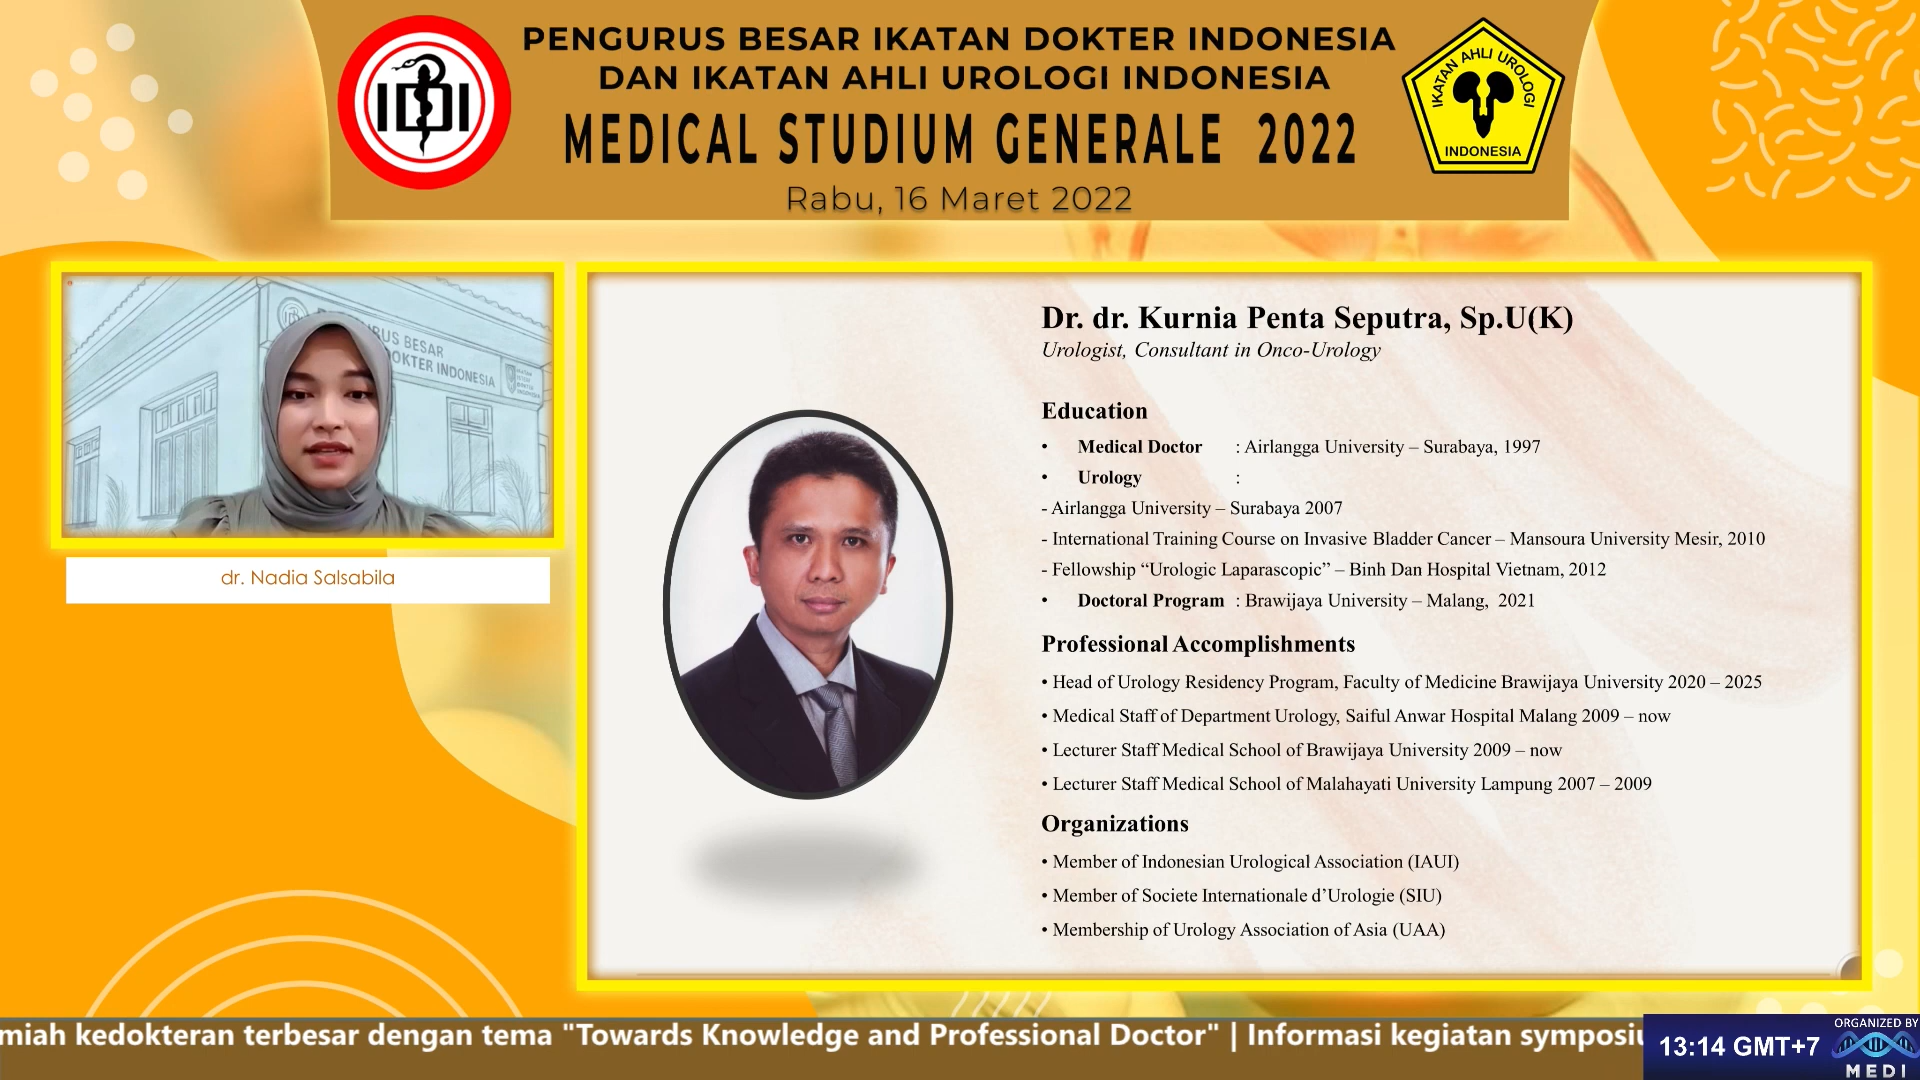 PENGURUS BESAR IKATAN DOKTER INDONESIA
DAN IKATAN AHLI UROLOGI INDONESIA
MEDICAL STUDIUM GENERALE 2022
Rabu, 16 Maret 2022
IDI
IKATAN AHLI UROLOGI
INDONESIA
US BESAR
DOKTER INDONESIA
dr. Nadia Salsabila
Dr. dr. Kurnia Penta Seputra, Sp.U(K)
Urologist, Consultant in Onco-Urology
Education
• Medical Doctor : Airlangga University – Surabaya, 1997
• Urology :
- Airlangga University – Surabaya 2007
- International Training Course on Invasive Bladder Cancer – Mansoura University Mesir, 2010
- Fellowship “Urologic Laparascopic” – Binh Dan Hospital Vietnam, 2012
• Doctoral Program : Brawijaya University – Malang, 2021
Professional Accomplishments
• Head of Urology Residency Program, Faculty of Medicine Brawijaya University 2020 – 2025
• Medical Staff of Department Urology, Saiful Anwar Hospital Malang 2009 – now
• Lecturer Staff Medical School of Brawijaya University 2009 – now
• Lecturer Staff Medical School of Malahayati University Lampung 2007 – 2009
Organizations
• Member of Indonesian Urological Association (IAUI)
• Member of Societe Internationale d’Urologie (SIU)
• Membership of Urology Association of Asia (UAA)
miah kedokteran terbesar dengan tema "Towards Knowledge and Professional Doctor" | Informasi kegiatan symposiu
13:14 GMT+7
ORGANIZED BY
MEDI